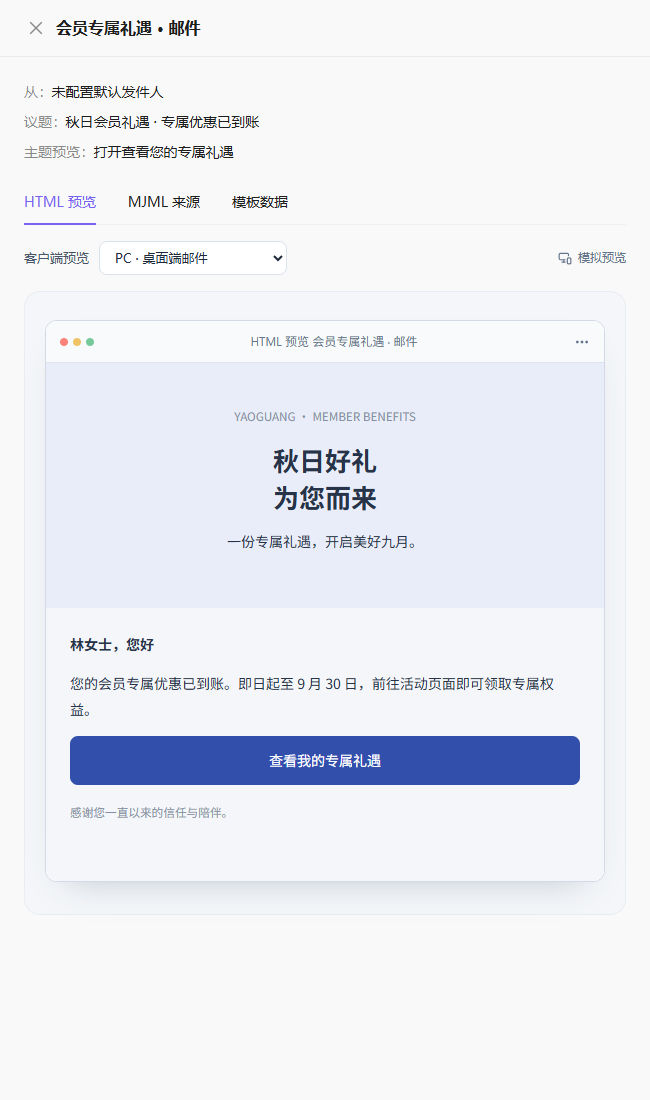 会员专属礼遇 • 邮件
从：未配置默认发件人
议题：秋日会员礼遇 · 专属优惠已到账
主题预览：打开查看您的专属礼遇
HTML 预览 MJML 来源 模板数据
客户端预览 PC · 桌面端邮件 模拟预览
HTML 预览 会员专属礼遇 · 邮件
YAOGUANG · MEMBER BENEFITS
秋日好礼
为您而来
一份专属礼遇，开启美好九月。
林女士，您好
您的会员专属优惠已到账。即日起至 9 月 30 日，前往活动页面即可领取专属权
益。
查看我的专属礼遇
感谢您一直以来的信任与陪伴。